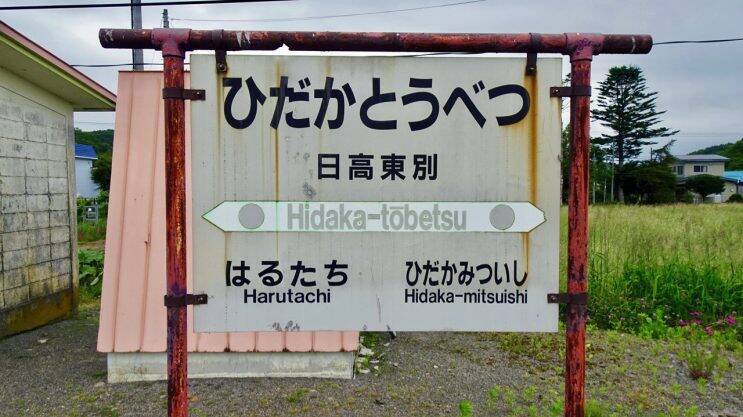 ひだかとうべつ
日高東別
Hidaka-tōbetsu
はるたち ひだかみついし
Harutachi Hidaka-mitsuishi